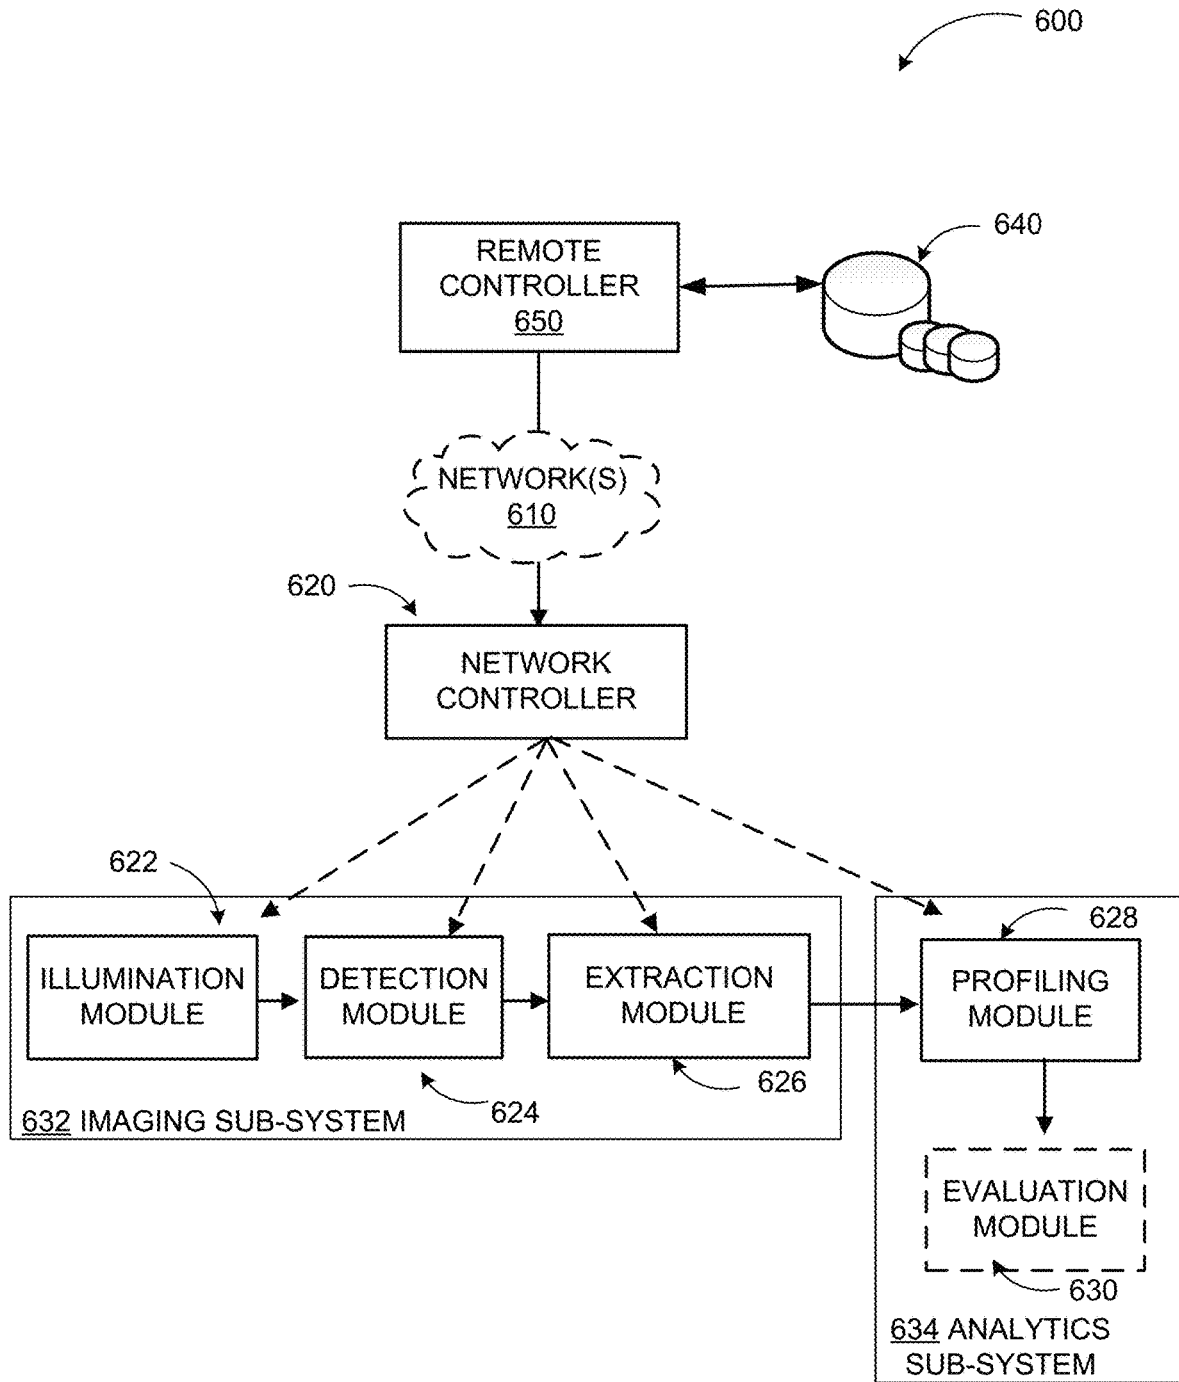 600
640
REMOTE
CONTROLLER
650
NETWORK(S)
610
620
NETWORK
CONTROLLER
622
628
ILLUMINATION
MODULE
DETECTION
MODULE
EXTRACTION
MODULE
PROFILING
MODULE
624
626
632 IMAGING SUB-SYSTEM
EVALUATION
MODULE
630
634 ANALYTICS
SUB-SYSTEM